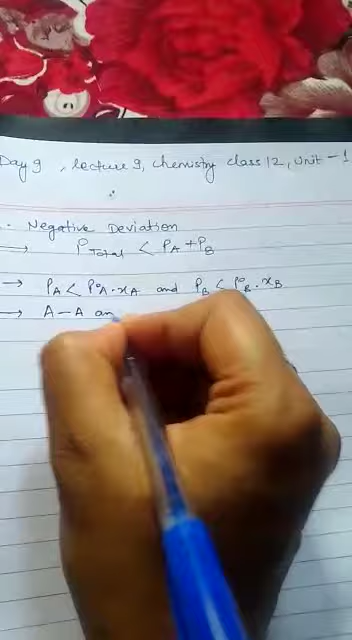 Day 9, lecture 9, chemistry class 12, Unit - 1
Negative Deviation
→ P Total < PA + PB
→ PA < P°A . xA and PB < P°B . xB
→ A - A an